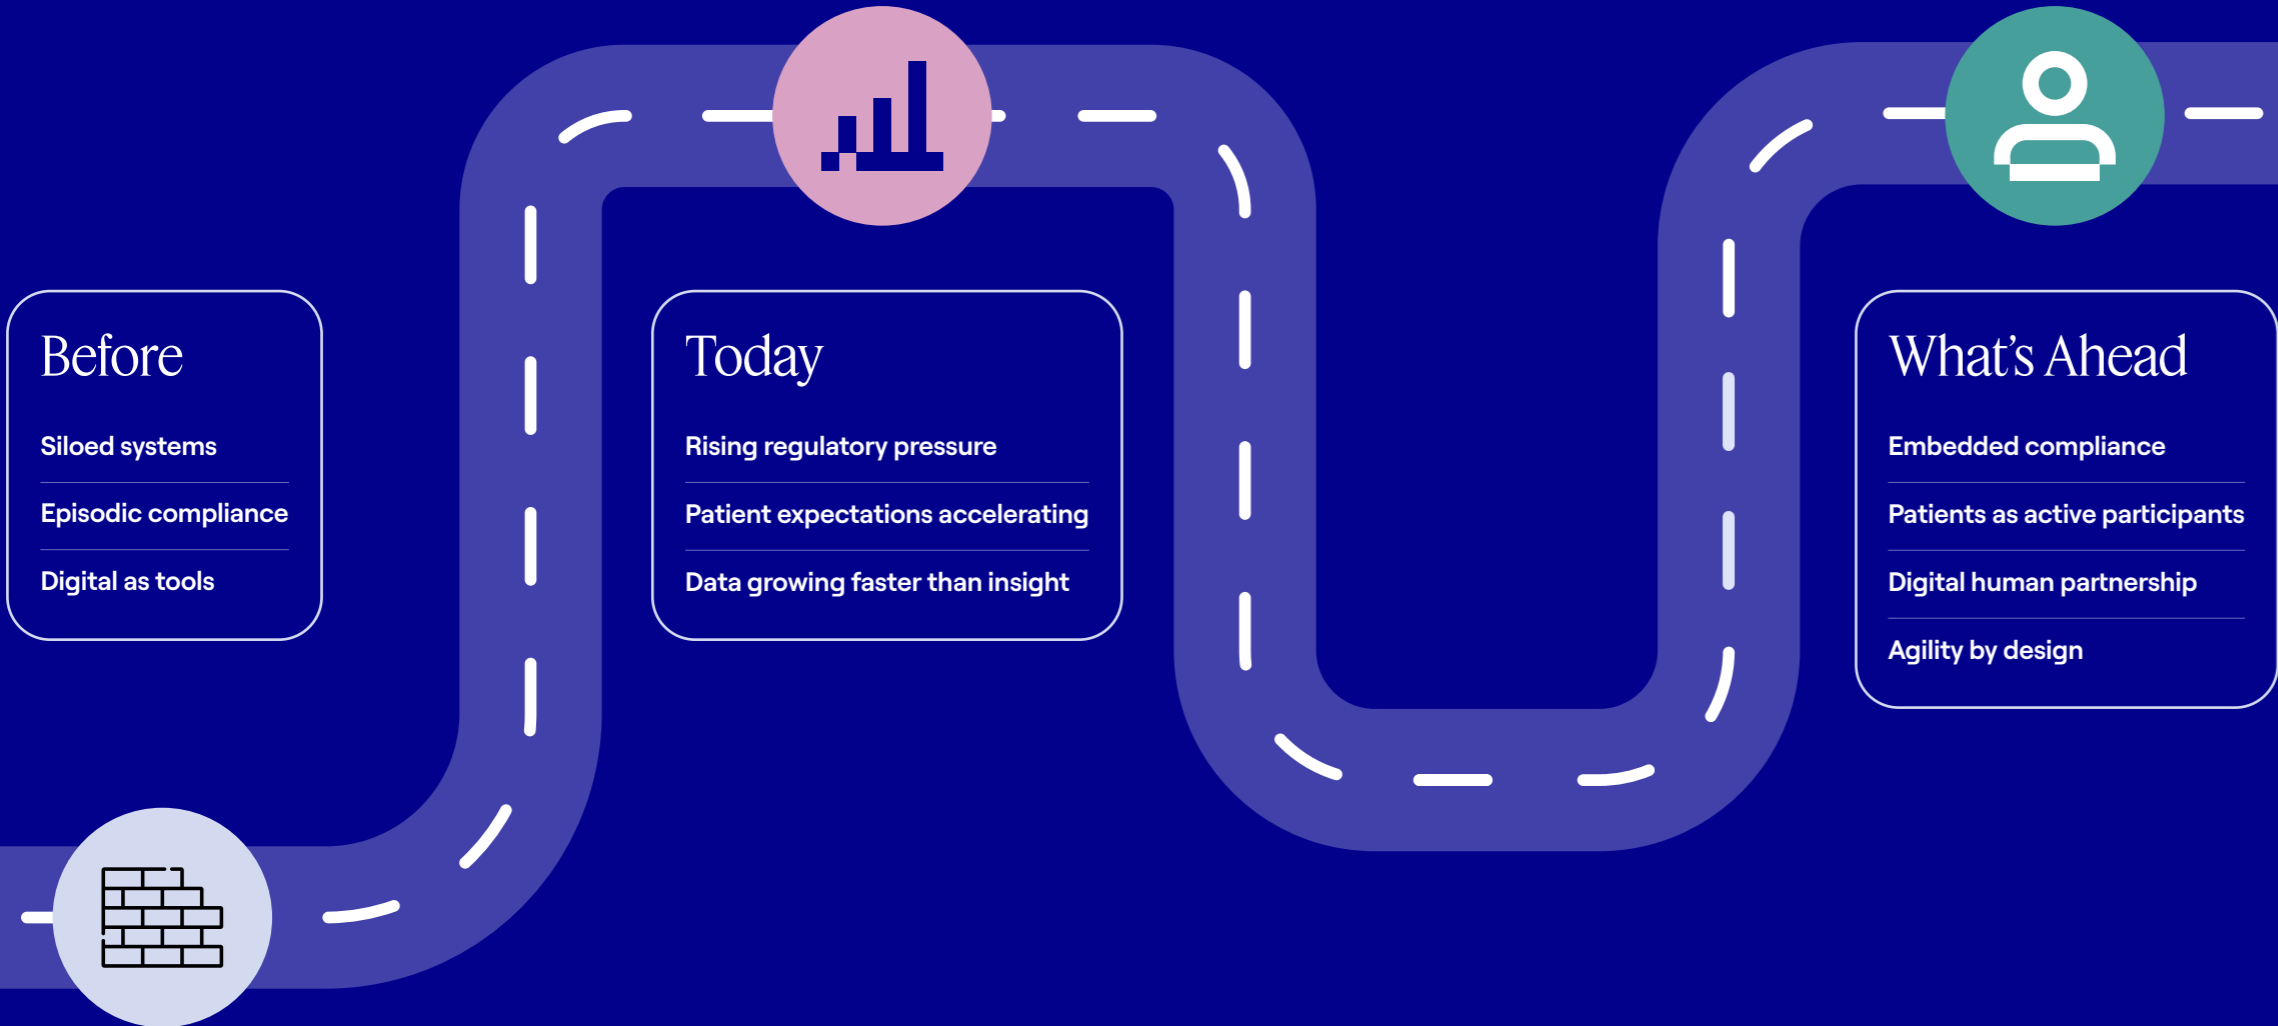 Before
Siloed systems
Episodic compliance
Digital as tools
Today
Rising regulatory pressure
Patient expectations accelerating
Data growing faster than insight
What’s Ahead
Embedded compliance
Patients as active participants
Digital human partnership
Agility by design